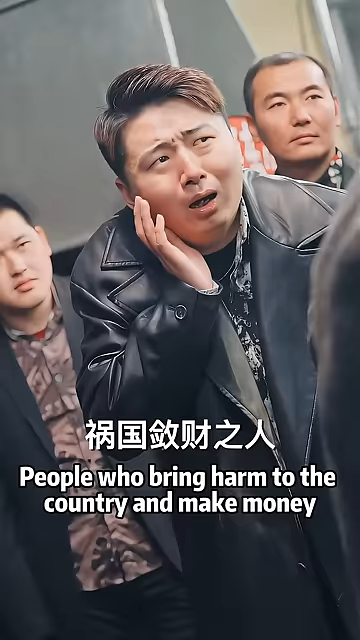 祸国敛财之人
People who bring harm to the
country and make money